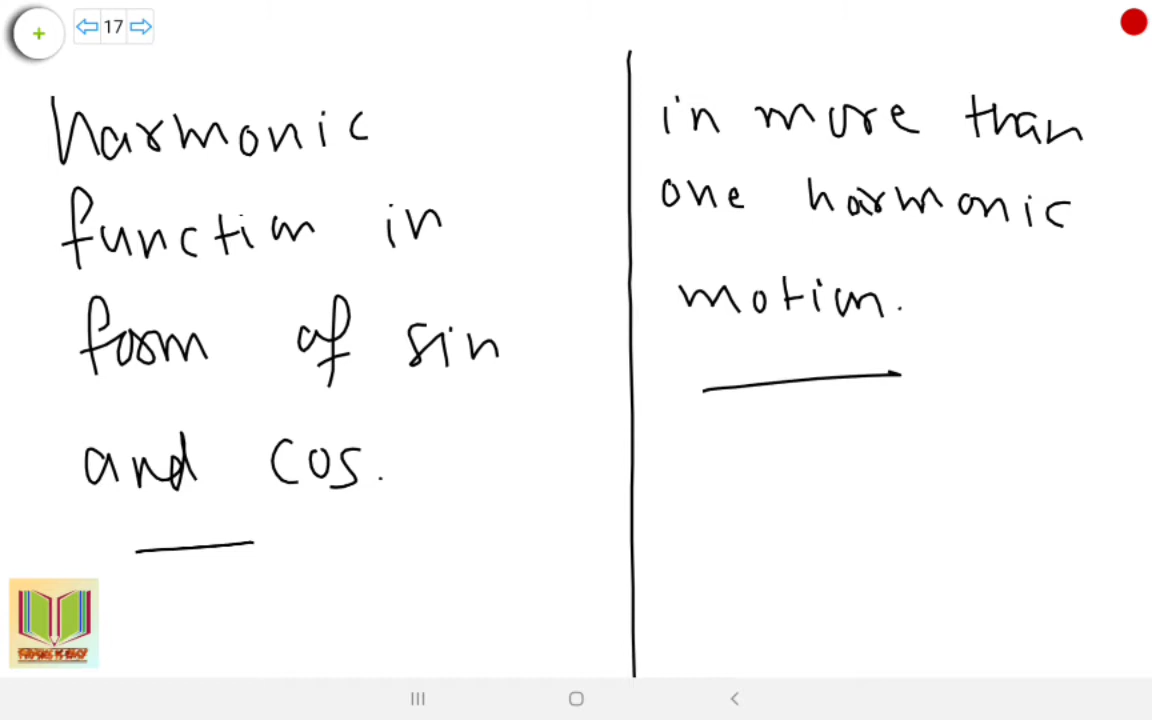 17
harmonic
function in
form of sin
and cos.
in more than
one harmonic
motion.